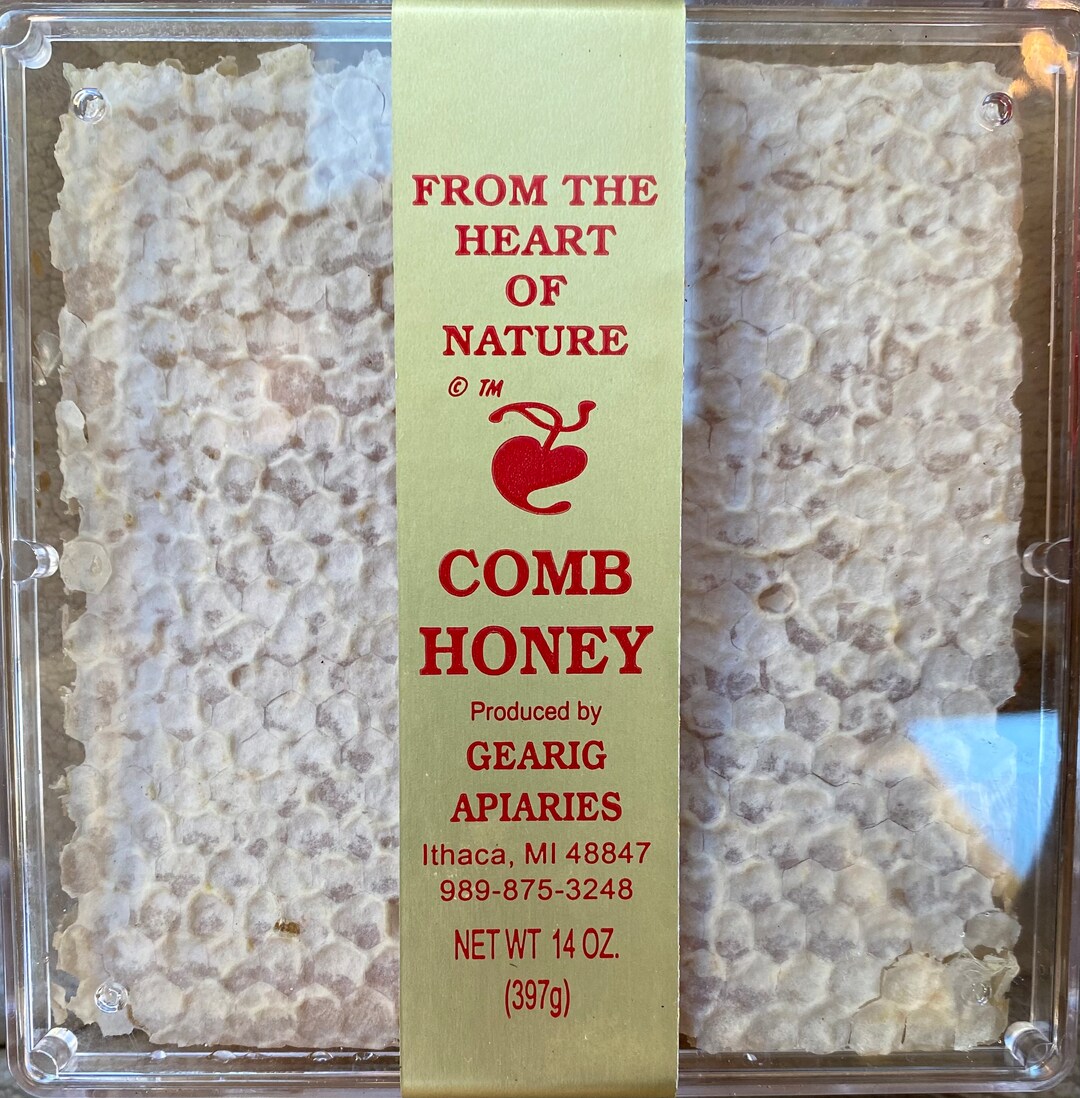 FROM THE
HEART
OF
NATURE
© TM
COMB
HONEY
Produced by
GEARIG
APIARIES
Ithaca, MI 48847
989-875-3248
NET WT 14 OZ.
(397g)